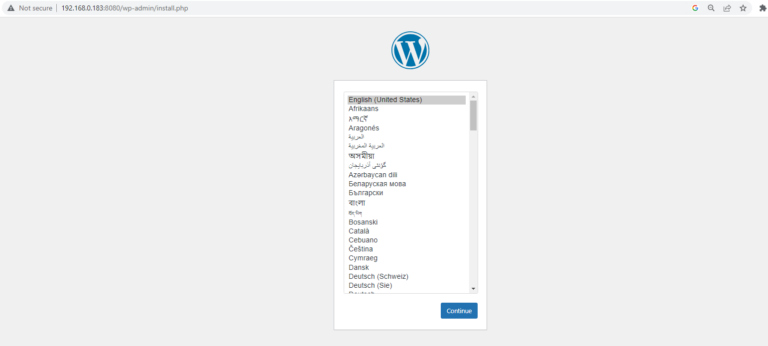 Not secure | 192.168.0.183:8080/wp-admin/install.php
English (United States)
Afrikaans
አማርኛ
Aragonés
العربية
العربية المغربية
অসমীয়া
گؤنئی آذربایجان
Azərbaycan dili
Беларуская мова
Български
বাংলা
Bosanski
Català
Cebuano
Čeština
Cymraeg
Dansk
Deutsch (Schweiz)
Deutsch (Sie)
Deutsch
Continue